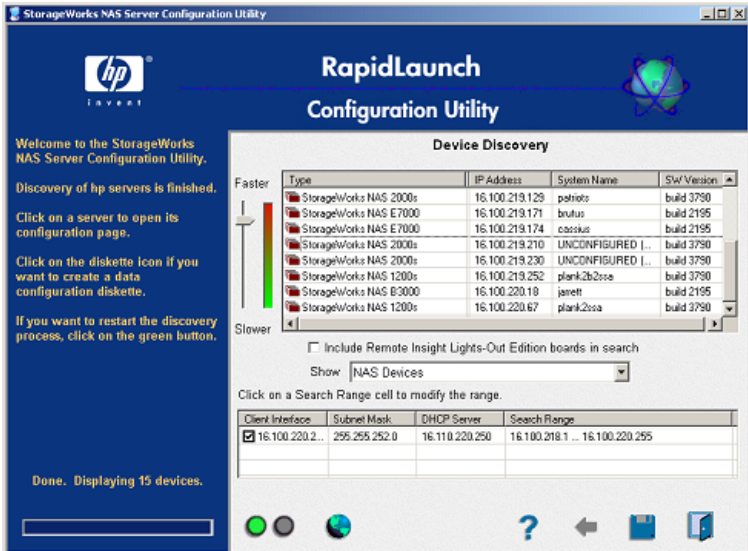 StorageWorks NAS Server Configuration Utility
hp
invent
RapidLaunch
Configuration Utility
Welcome to the StorageWorks
NAS Server Configuration Utility.
Discovery of hp servers is finished.
Click on a server to open its
configuration page.
Click on the diskette icon if you
want to create a data
configuration diskette.
If you want to restart the discovery
process, click on the green button.
Done. Displaying 15 devices.
Device Discovery
Faster
Slower
Type IP Address System Name SW Version
StorageWorks NAS 2000s 16.100.219.129 patriots build 3790
StorageWorks NAS E7000 16.100.219.171 brutus build 2195
StorageWorks NAS E7000 16.100.219.174 cassius build 2195
StorageWorks NAS 2000s 16.100.219.210 UNCONFIGURED (... build 3790
StorageWorks NAS 2000s 16.100.219.230 UNCONFIGURED (... build 3790
StorageWorks NAS 1200s 16.100.219.252 plank2b2ssa build 3790
StorageWorks NAS B3000 16.100.220.18 jarrett build 2195
StorageWorks NAS 1200s 16.100.220.67 plank2ssa build 3790
Include Remote Insight Lights-Out Edition boards in search
Show NAS Devices
Click on a Search Range cell to modify the range.
Client Interface Subnet Mask DHCP Server Search Range
16.100.220.2... 255.255.252.0 16.110.220.250 16.100.218.1 ... 16.100.220.255
?